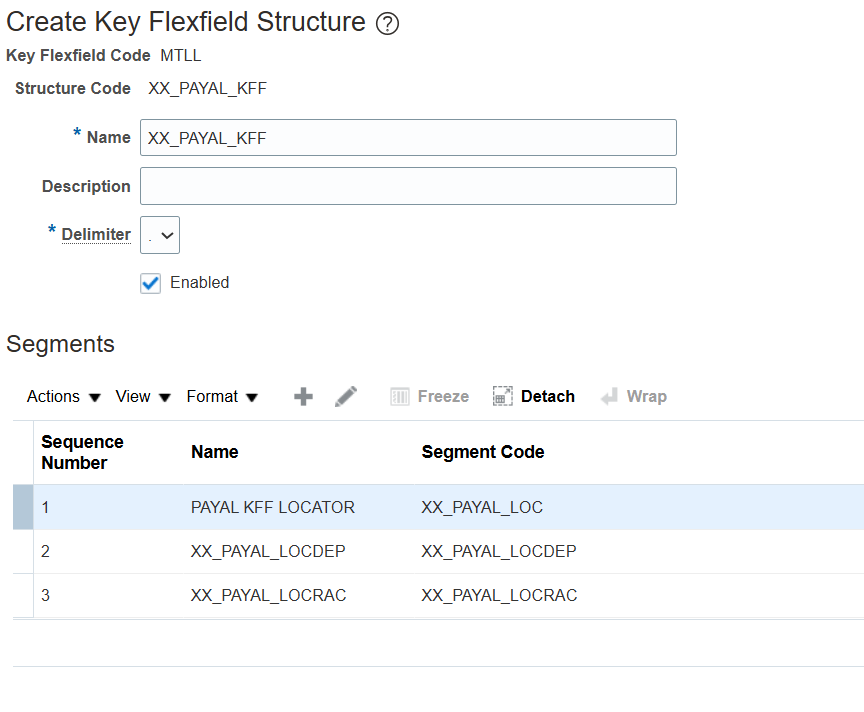 Create Key Flexfield Structure ?
Key Flexfield Code MTLL
Structure Code XX_PAYAL_KFF
* Name XX_PAYAL_KFF
Description
* Delimiter .
Enabled
Segments
Actions View Format Freeze Detach Wrap
Sequence Number Name Segment Code
1 PAYAL KFF LOCATOR XX_PAYAL_LOC
2 XX_PAYAL_LOCDEP XX_PAYAL_LOCDEP
3 XX_PAYAL_LOCRAC XX_PAYAL_LOCRAC